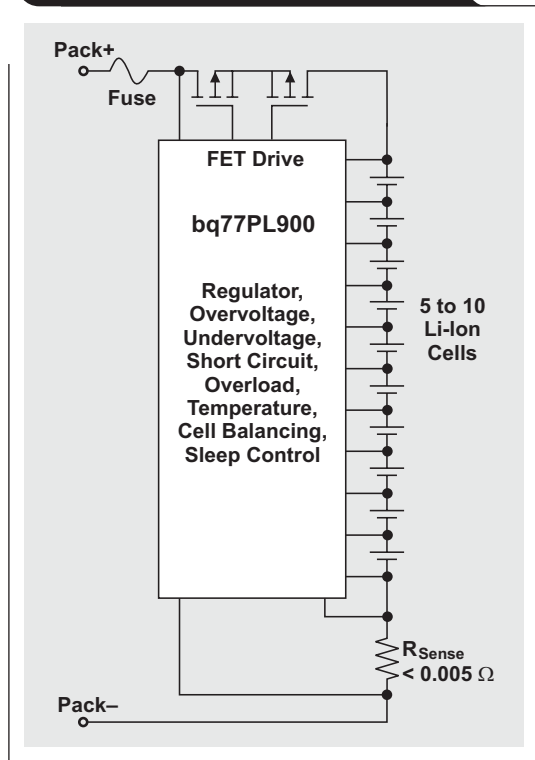 Pack+
Fuse
FET Drive
bq77PL900
Regulator,
Overvoltage,
Undervoltage,
Short Circuit,
Overload,
Temperature,
Cell Balancing,
Sleep Control
5 to 10
Li-Ion
Cells
RSense
< 0.005 Ω
Pack–